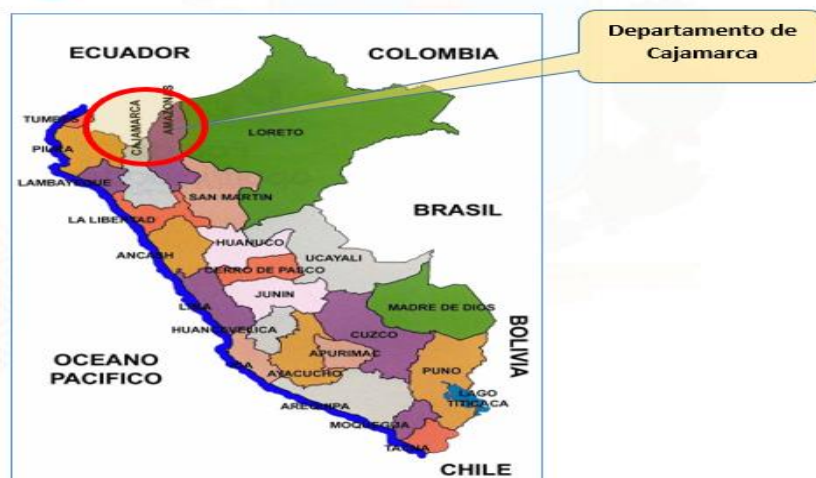 Departamento de
Cajamarca
ECUADOR
COLOMBIA
TUMBES
PIURA
CAJAMARCA
AMAZONAS
LORETO
LAMBAYEQUE
SAN MARTIN
LA LIBERTAD
BRASIL
ANCASH
HUANUCO
UCAYALI
CERRO DE PASCO
LIMA
JUNIN
MADRE DE DIOS
HUANCAVELICA
CUZCO
BOLIVIA
OCEANO
PACIFICO
ICA
AYACUCHO
APURIMAC
PUNO
LAGO
TITICACA
AREQUIPA
MOQUEGUA
TACNA
CHILE